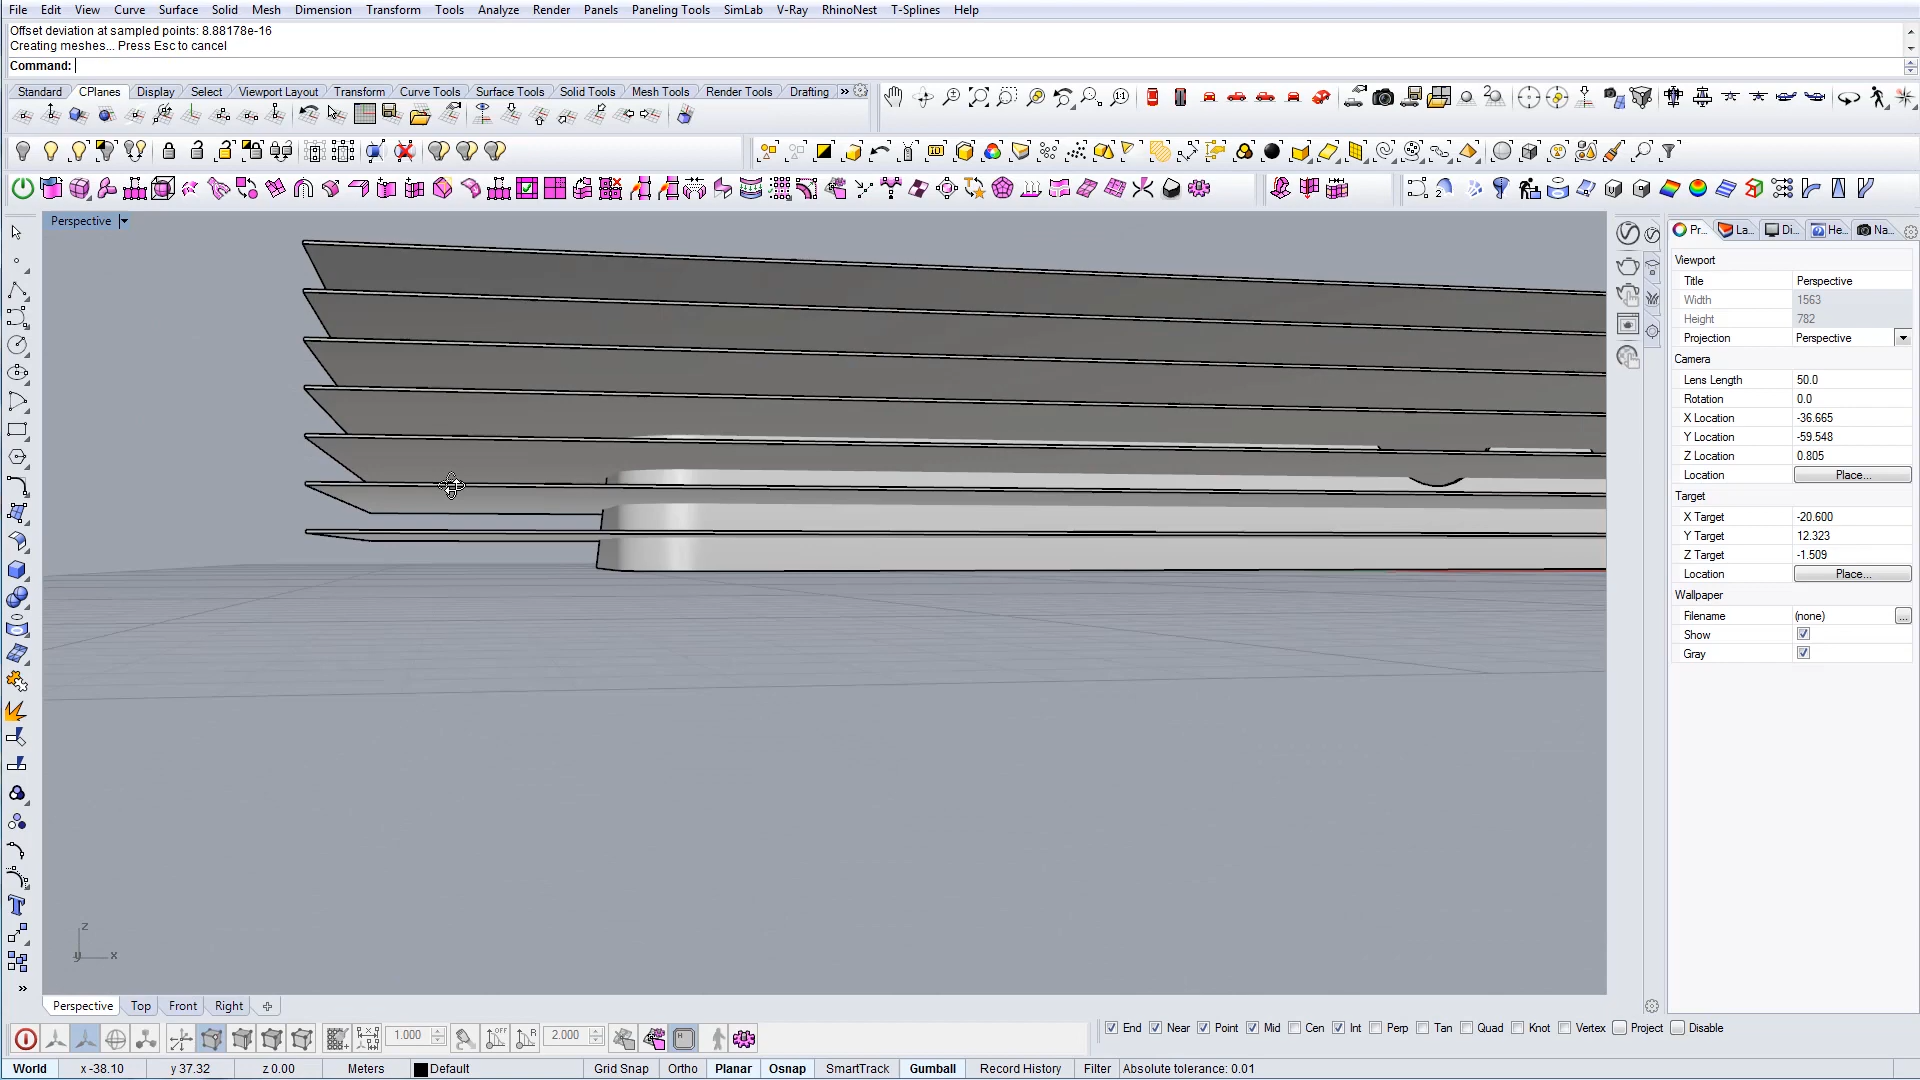 File Edit View Curve Surface Solid Mesh Dimension Transform Tools Analyze Render Panels Paneling Tools SimLab V-Ray RhinoNest T-Splines Help
Offset deviation at sampled points: 8.88178e-16
Creating meshes... Press Esc to cancel
Command:
Standard CPlanes Display Select Viewport Layout Transform Curve Tools Surface Tools Solid Tools Mesh Tools Render Tools Drafting »
Perspective
Pr... La... Di... He... Na...
Viewport
Title Perspective
Width 1563
Height 782
Projection Perspective
Camera
Lens Length 50.0
Rotation 0.0
X Location -36.665
Y Location -59.548
Z Location 0.805
Location Place...
Target
X Target -20.600
Y Target 12.323
Z Target -1.509
Location Place...
Wallpaper
Filename (none) ...
Show
Gray
z
y x
»
Perspective Top Front Right
1.000 2.000
End Near Point Mid Cen Int Perp Tan Quad Knot Vertex Project Disable
World x -38.10 y 37.32 z 0.00 Meters Default Grid Snap Ortho Planar Osnap SmartTrack Gumball Record History Filter Absolute tolerance: 0.01